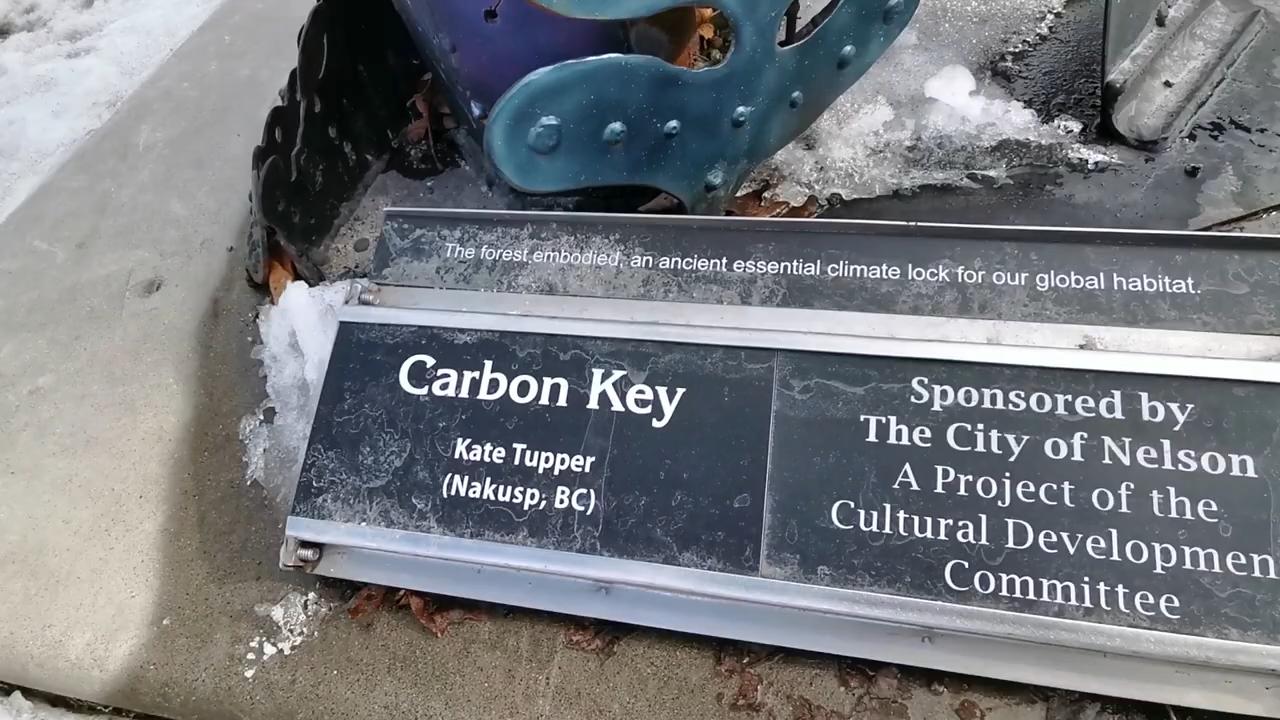 The forest embodied, an ancient essential climate lock for our global habitat.
Carbon Key
Kate Tupper
(Nakusp, BC)
Sponsored by
The City of Nelson
A Project of the
Cultural Developmen
Committee